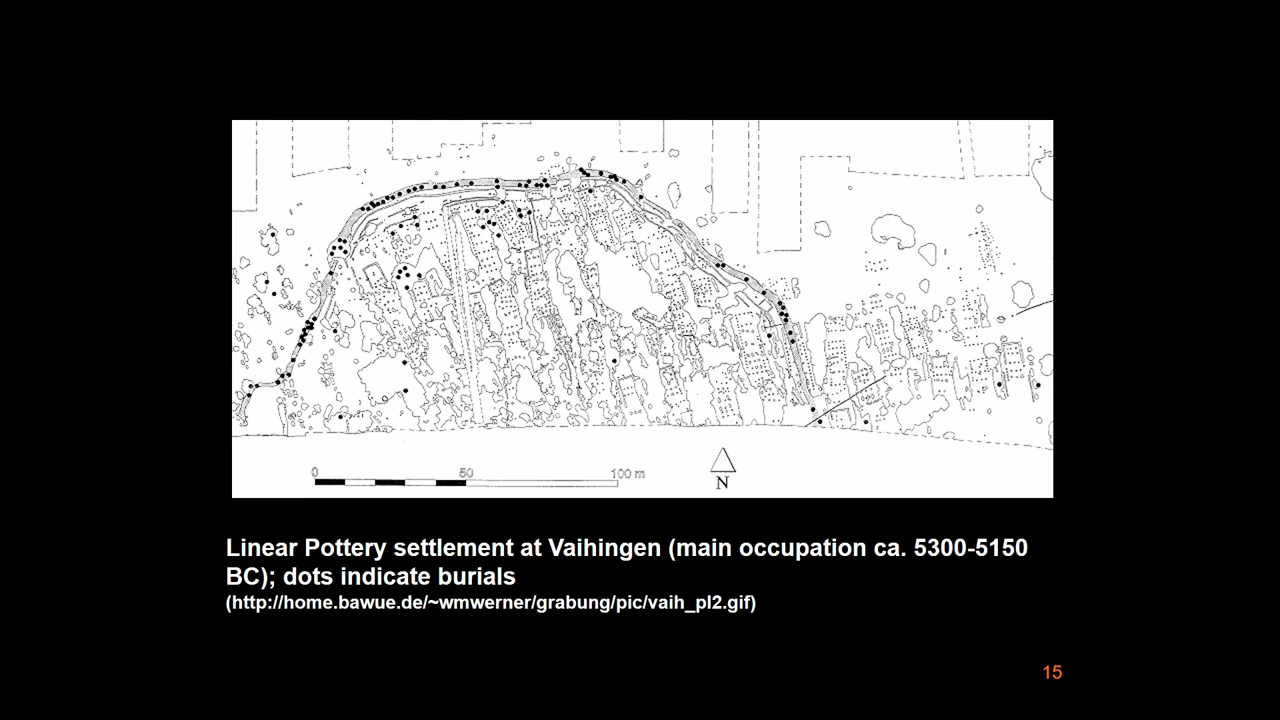 0 50 100 m
N
Linear Pottery settlement at Vaihingen (main occupation ca. 5300-5150
BC); dots indicate burials
(http://home.bawue.de/~wmwerner/grabung/pic/vaih_pl2.gif)
15